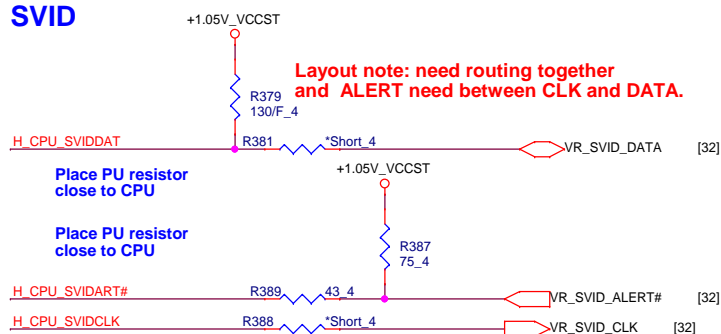 SVID
+1.05V_VCCST
R379
130/F_4
Layout note: need routing together
and ALERT need between CLK and DATA.
H_CPU_SVIDDAT R381 *Short_4 VR_SVID_DATA [32]
Place PU resistor
close to CPU
+1.05V_VCCST
Place PU resistor
close to CPU
R387
75_4
H_CPU_SVIDART# R389 43_4 VR_SVID_ALERT# [32]
H_CPU_SVIDCLK R388 *Short_4 VR_SVID_CLK [32]